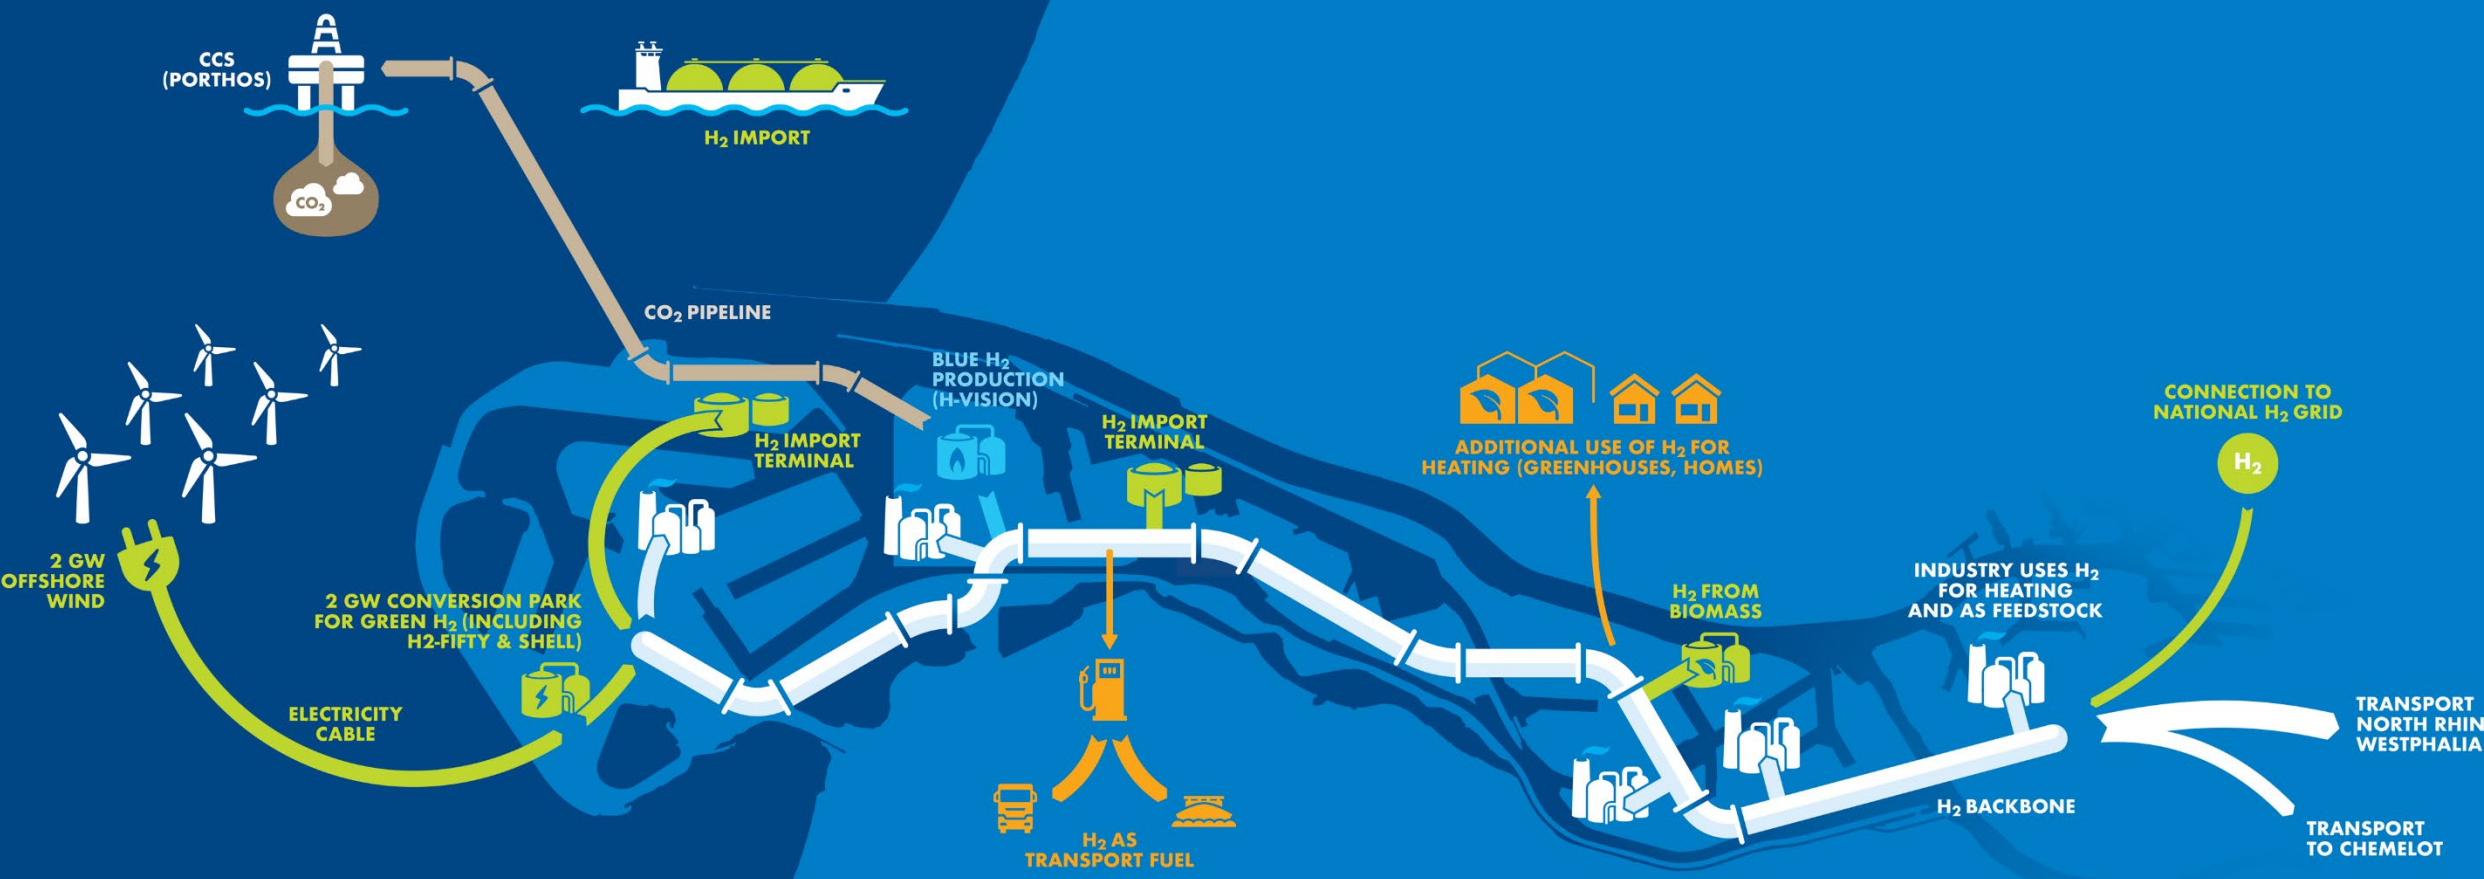 CCS
(PORTHOS)
CO₂
H₂ IMPORT
CO₂ PIPELINE
BLUE H₂
PRODUCTION
(H-VISION)
H₂ IMPORT
TERMINAL
H₂ IMPORT
TERMINAL
ADDITIONAL USE OF H₂ FOR
HEATING (GREENHOUSES, HOMES)
CONNECTION TO
NATIONAL H₂ GRID
H₂
2 GW
OFFSHORE
WIND
2 GW CONVERSION PARK
FOR GREEN H₂ (INCLUDING
H2-FIFTY & SHELL)
H₂ FROM
BIOMASS
INDUSTRY USES H₂
FOR HEATING
AND AS FEEDSTOCK
ELECTRICITY
CABLE
TRANSPORT
NORTH RHIN
WESTPHALIA
H₂ BACKBONE
H₂ AS
TRANSPORT FUEL
TRANSPORT
TO CHEMELOT